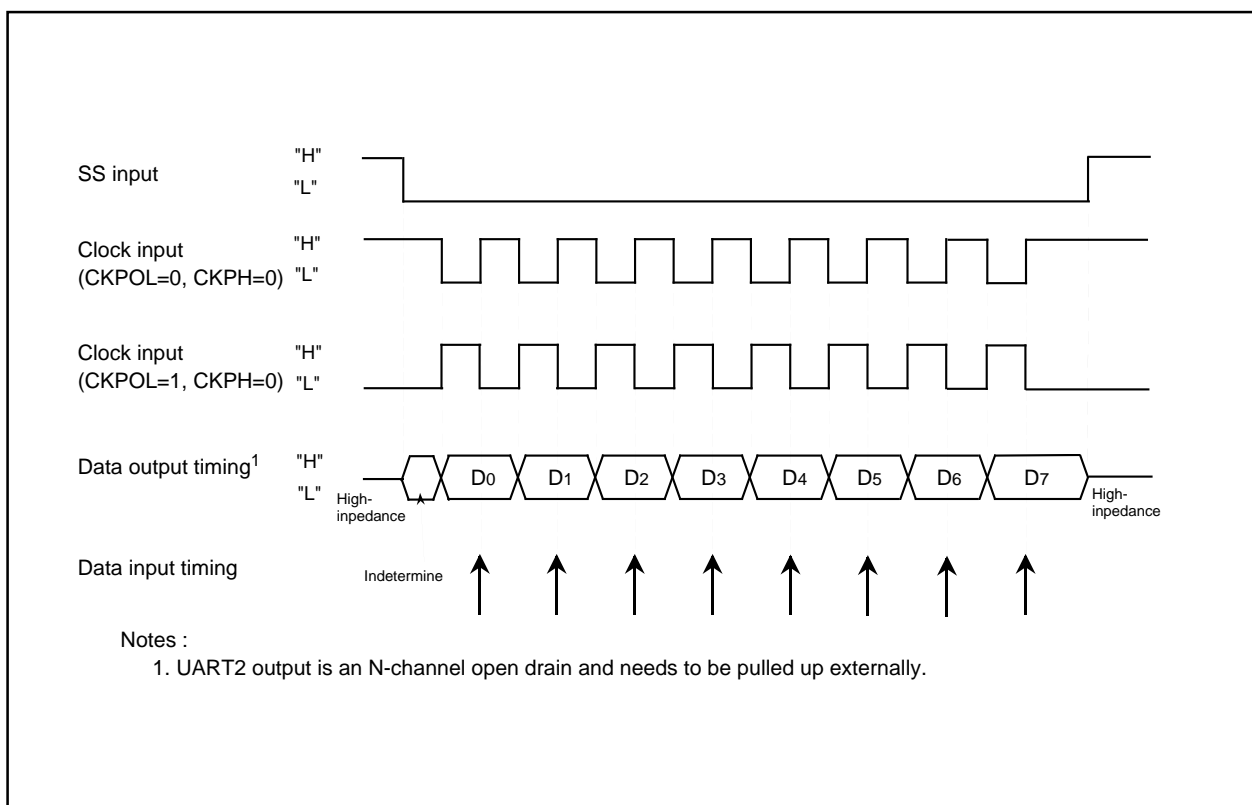 SS input
"H"
"L"
Clock input
(CKPOL=0, CKPH=0)
"H"
"L"
Clock input
(CKPOL=1, CKPH=0)
"H"
"L"
Data output timing1
"H"
"L"
High-
inpedance
D0 D1 D2 D3 D4 D5 D6 D7
High-
inpedance
Data input timing
Indetermine
Notes :
1. UART2 output is an N-channel open drain and needs to be pulled up externally.